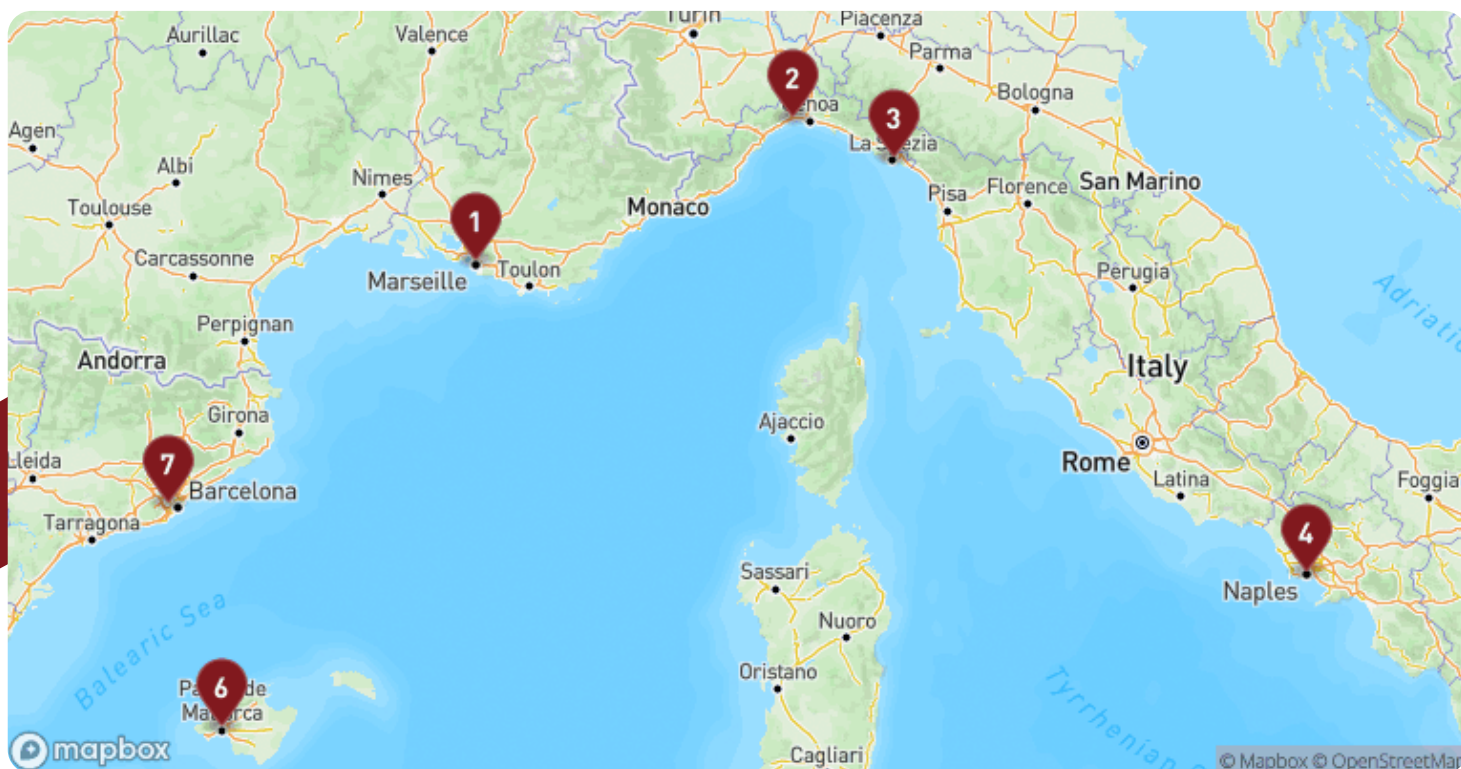 Turin
Piacenza
Aurillac
Valence
Parma
2
Bologna
Genoa
3
La Spezia
Agen
Albi
Nimes
Pisa
Florence
San Marino
Toulouse
Monaco
1
Carcassonne
Toulon
Marseille
Perugia
Adriatic
Perpignan
Andorra
Italy
Girona
Ajaccio
7
Lleida
Rome
Barcelona
Latina
Foggia
Tarragona
4
Sassari
Naples
Balearic Sea
Nuoro
Oristano
6
Palma de
Mallorca
Tyrrhenian
mapbox
Cagliari
© Mapbox © OpenStreetMap